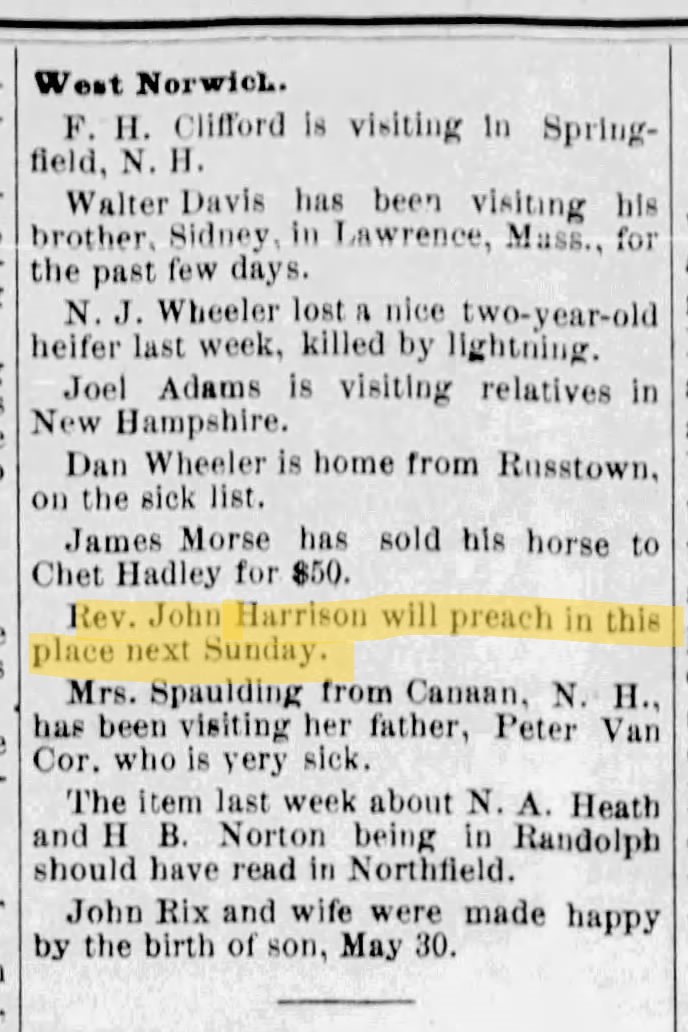 West Norwich.
F. H. Clifford is visiting in Spring-
field, N. H.
Walter Davis has been visiting his
brother, Sidney, in Lawrence, Mass., for
the past few days.
N. J. Wheeler lost a nice two-year-old
heifer last week, killed by lightning.
Joel Adams is visiting relatives in
New Hampshire.
Dan Wheeler is home from Russtown,
on the sick list.
James Morse has sold his horse to
Chet Hadley for $50.
Rev. John Harrison will preach in this
place next Sunday.
Mrs. Spaulding from Canaan, N. H.,
has been visiting her father, Peter Van
Cor. who is very sick.
The item last week about N. A. Heath
and H B. Norton being in Randolph
should have read in Northfield.
John Rix and wife were made happy
by the birth of son, May 30.